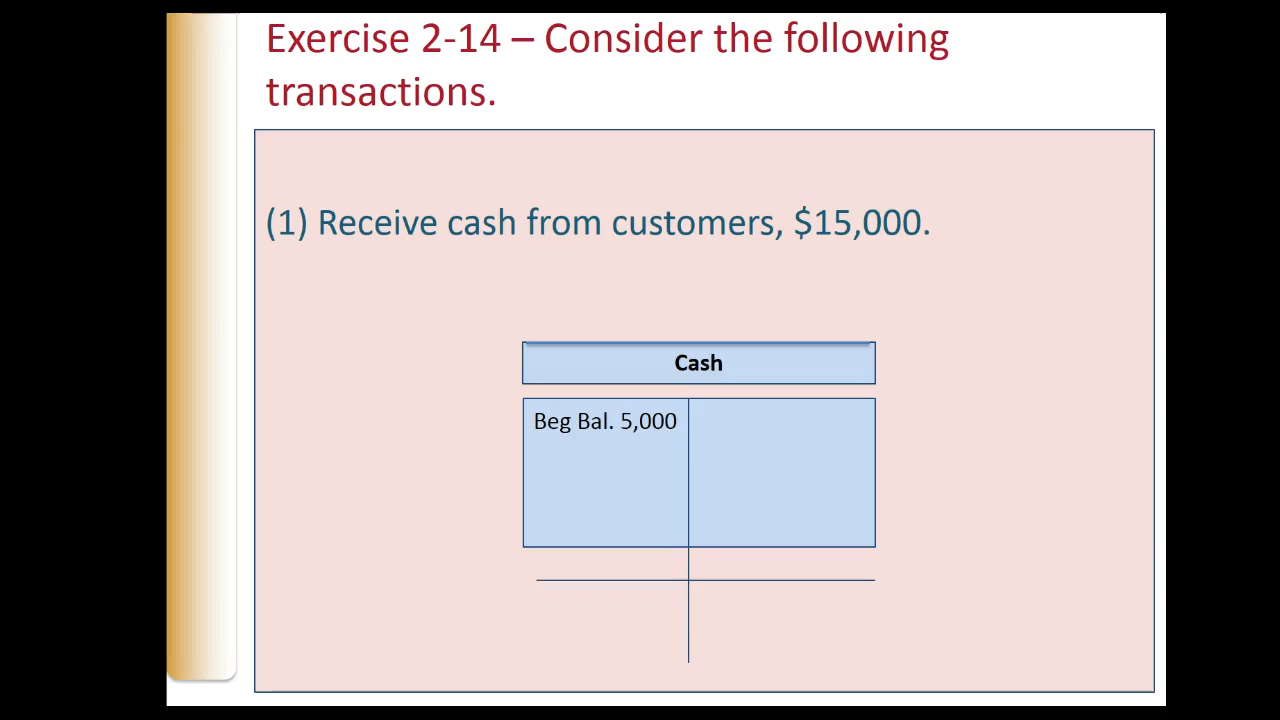 Exercise 2-14 – Consider the following
transactions.
(1) Receive cash from customers, $15,000.
Cash
Beg Bal. 5,000